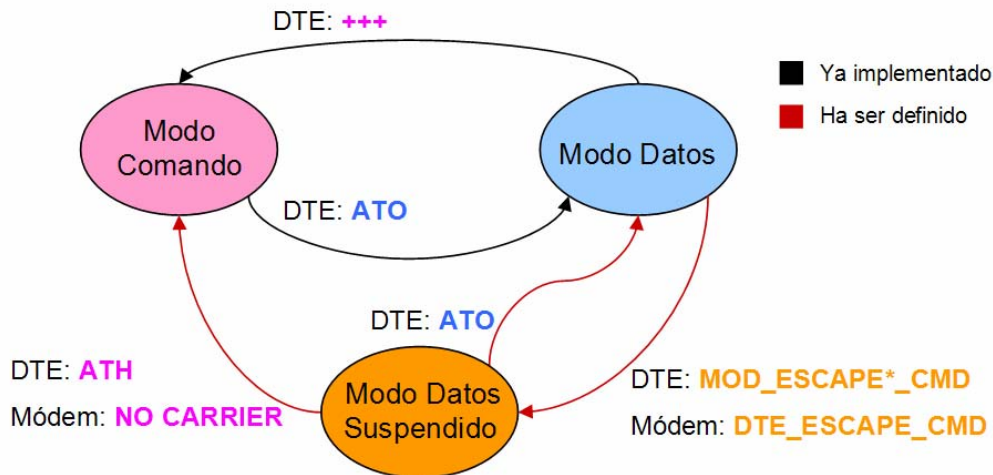 DTE: +++
Ya implementado
Ha ser definido
Modo
Comando
Modo Datos
DTE: ATO
DTE: ATO
DTE: ATH
Módem: NO CARRIER
Modo Datos
Suspendido
DTE: MOD_ESCAPE*_CMD
Módem: DTE_ESCAPE_CMD